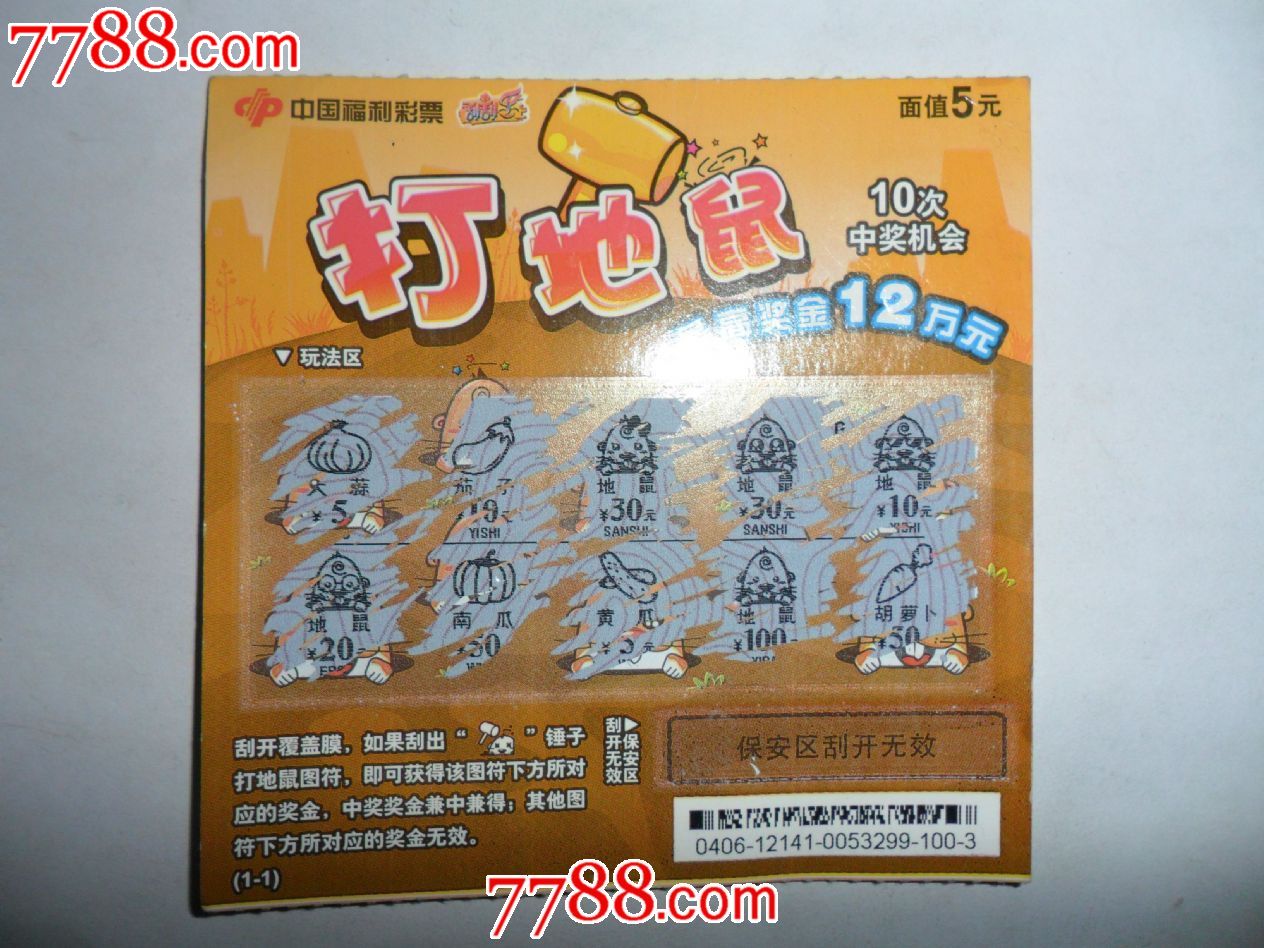 7788.com
中国福利彩票 刮刮乐
面值5元
打地鼠
10次
中奖机会
高奖金12万元
▼玩法区
大蒜 茄子 地鼠 地鼠 地鼠
¥5 ¥10元 ¥30元 ¥30元 ¥10元
YISHI SANSHI SANSHI YISHI
地鼠 南瓜 黄瓜 地鼠 胡萝卜
¥20 50 ¥5 ¥100 ¥50
刮开覆盖膜，如果刮出“ ”锤子
打地鼠图符，即可获得该图符下方所对
应的奖金，中奖奖金兼中兼得；其他图
符下方所对应的奖金无效。
(1-1)
刮开无效
▶保安区
保安区刮开无效
0406-12141-0053299-100-3
7788.com